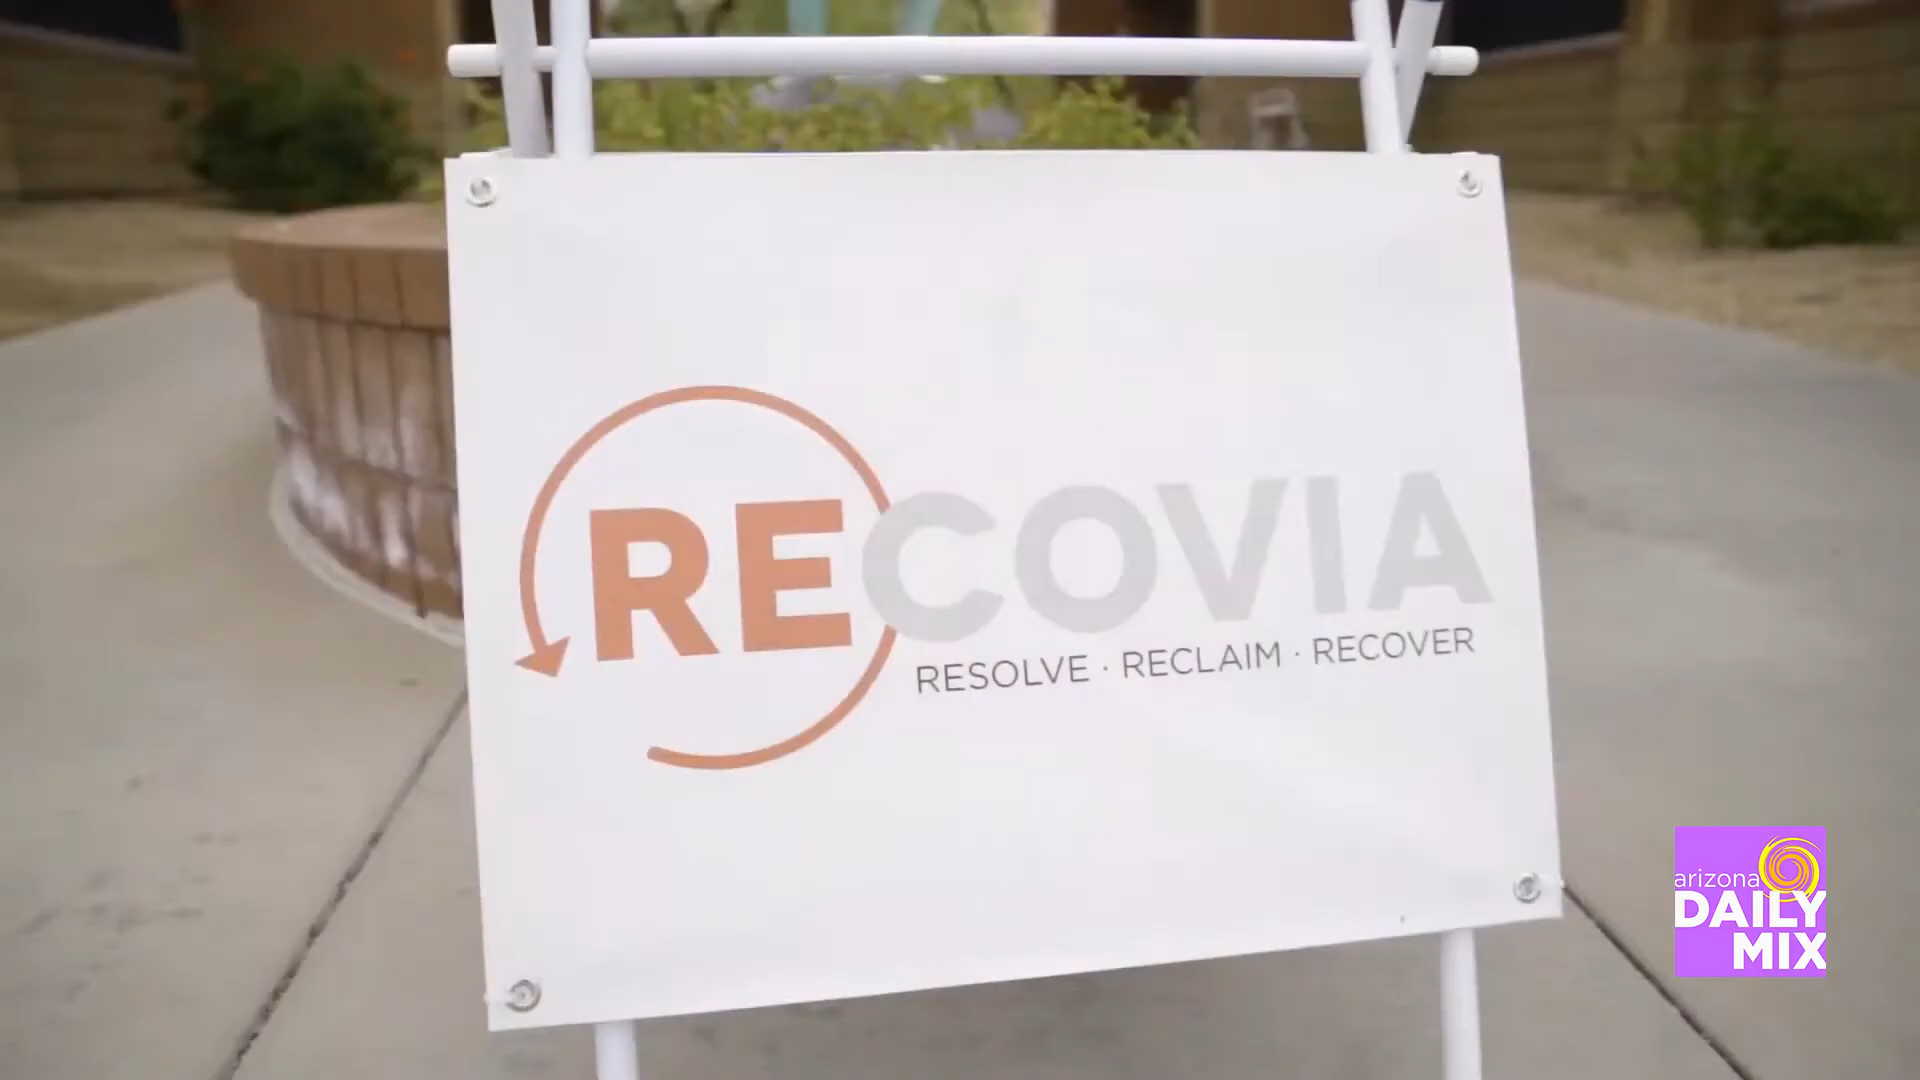 RECOVIA
RESOLVE · RECLAIM · RECOVER
arizona
DAILY
MIX